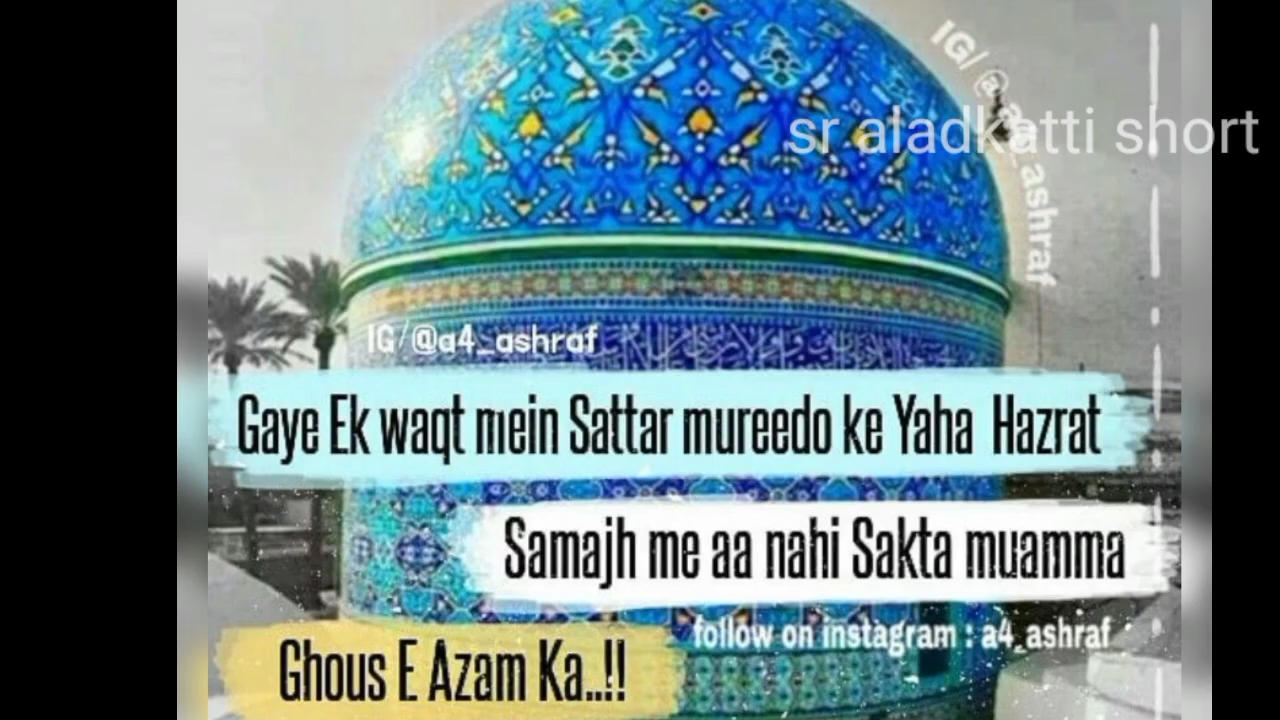 IG/@a4_ashraf
sr aladkatti short
IG/@a4_ashraf
Gaye Ek waqt mein Sattar mureedo ke Yaha Hazrat
Samajh me aa nahi Sakta muamma
follow on instagram : a4_ashraf
Ghous E Azam Ka..!!